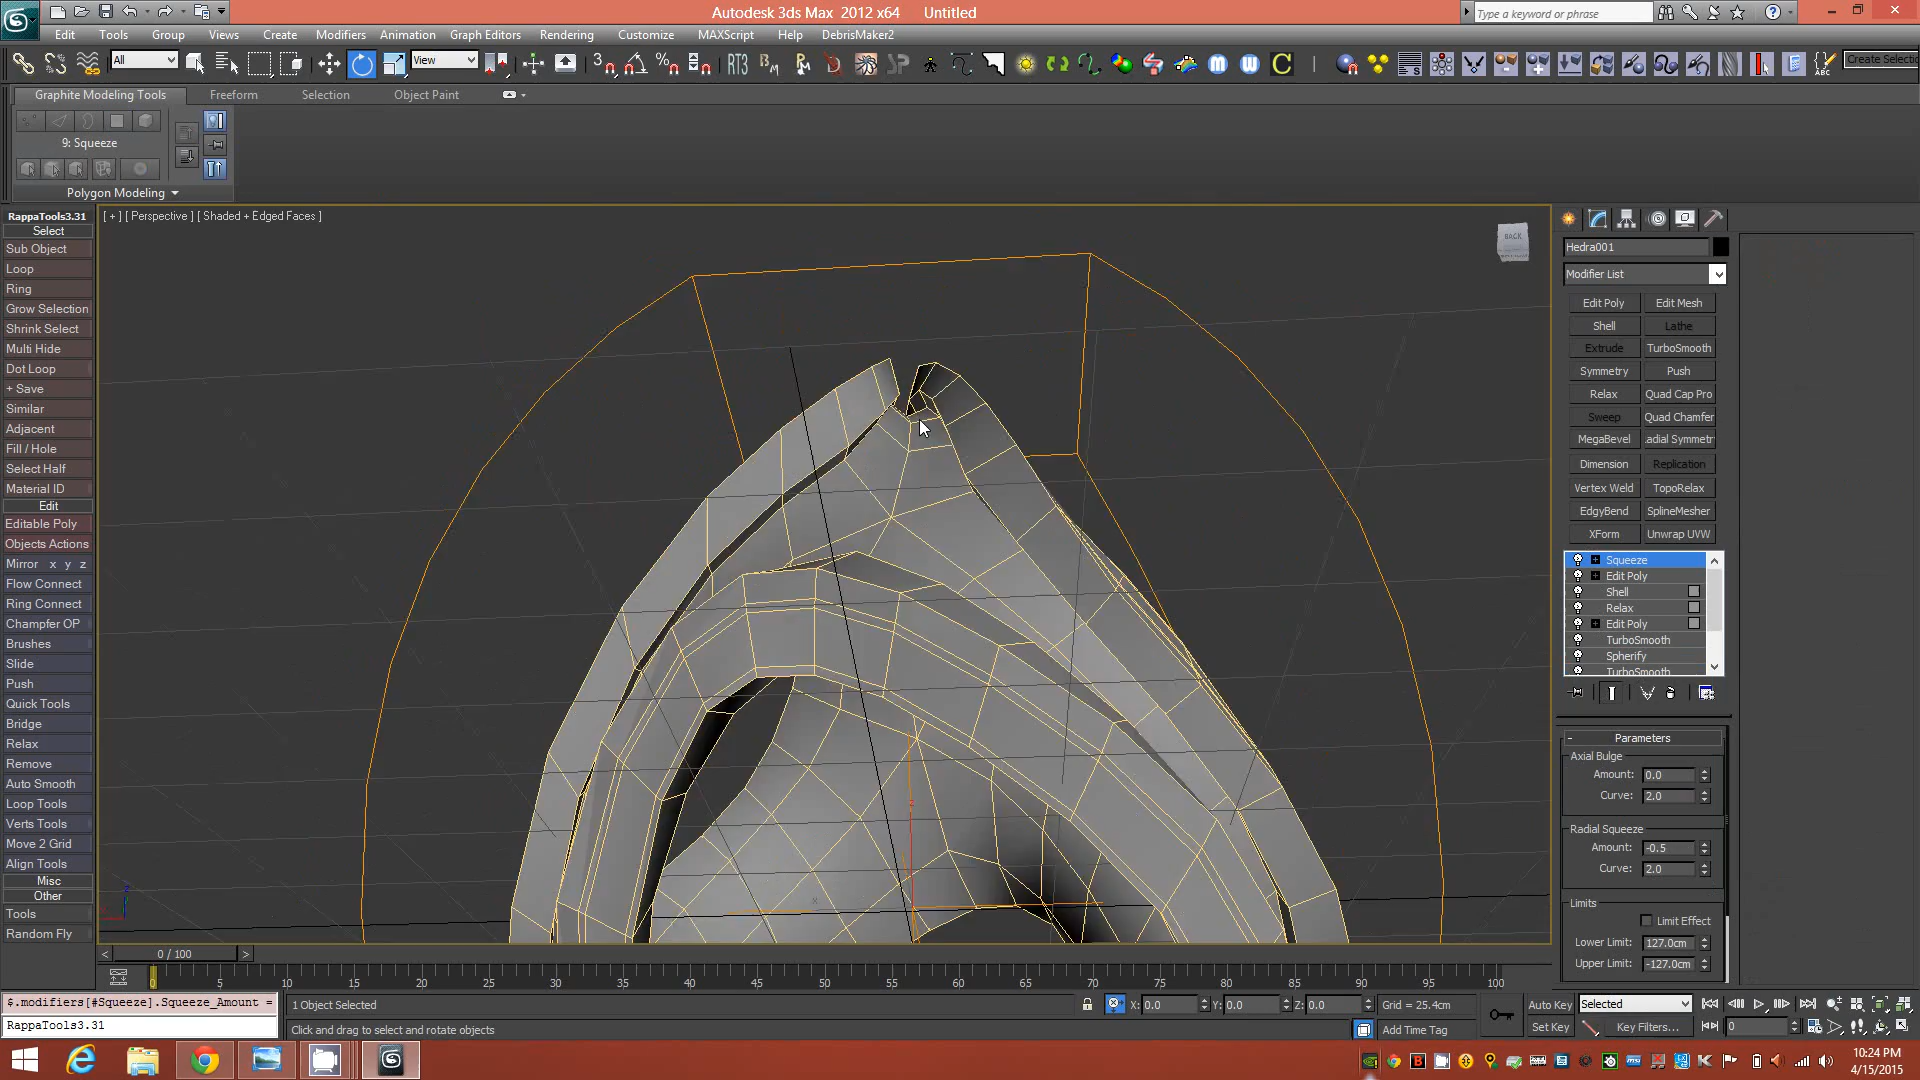 Autodesk 3ds Max 2012 x64 Untitled
Type a keyword or phrase
Edit Tools Group Views Create Modifiers Animation Graph Editors Rendering Customize MAXScript Help DebrisMaker2
All View Create Selectio
Graphite Modeling Tools Freeform Selection Object Paint
9: Squeeze
Polygon Modeling
RappaTools3.31
Select
Sub Object
Loop
Ring
Grow Selection
Shrink Select
Multi Hide
Dot Loop
+ Save
Similar
Adjacent
Fill / Hole
Select Half
Material ID
Edit
Editable Poly
Objects Actions
Mirror x y z
Flow Connect
Ring Connect
Champfer OP
Brushes
Slide
Push
Quick Tools
Bridge
Relax
Remove
Auto Smooth
Loop Tools
Verts Tools
Move 2 Grid
Align Tools
Misc
Other
Tools
Random Fly
[ + ] [ Perspective ] [ Shaded + Edged Faces ]
BACK
z
x
z
Hedra001
Modifier List
Edit Poly Edit Mesh
Shell Lathe
Extrude TurboSmooth
Symmetry Push
Relax Quad Cap Pro
Sweep Quad Chamfer
MegaBevel adial Symmetr
Dimension Replication
Vertex Weld TopoRelax
EdgyBend SplineMesher
XForm Unwrap UVW
Squeeze
Edit Poly
Shell
Relax
Edit Poly
TurboSmooth
Spherify
TurboSmooth
- Parameters
Axial Bulge
Amount: 0.0
Curve: 2.0
Radial Squeeze
Amount: -0.5
Curve: 2.0
Limits
Limit Effect
Lower Limit: 127.0cm
Upper Limit: -127.0cm
< 0 / 100 >
0 5 10 15 20 25 30 35 40 45 50 55 60 65 70 75 80 85 90 95 100
$.modifiers[#Squeeze].Squeeze_Amount =
RappaTools3.31
1 Object Selected
Click and drag to select and rotate objects
X: 0.0 Y: 0.0 Z: 0.0 Grid = 25.4cm
Add Time Tag
Auto Key Selected
Set Key Key Filters... 0
10:24 PM
4/15/2015